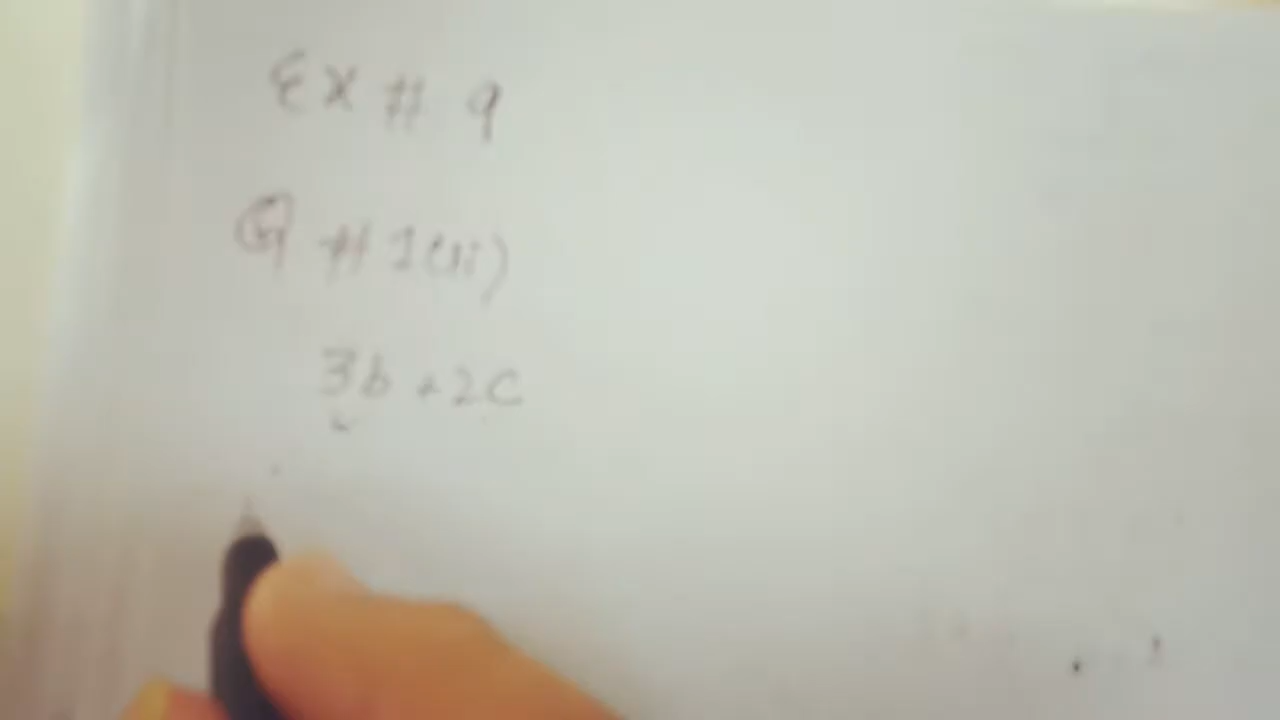 Ex # 9
Q # 1(ii)
3b + 2c